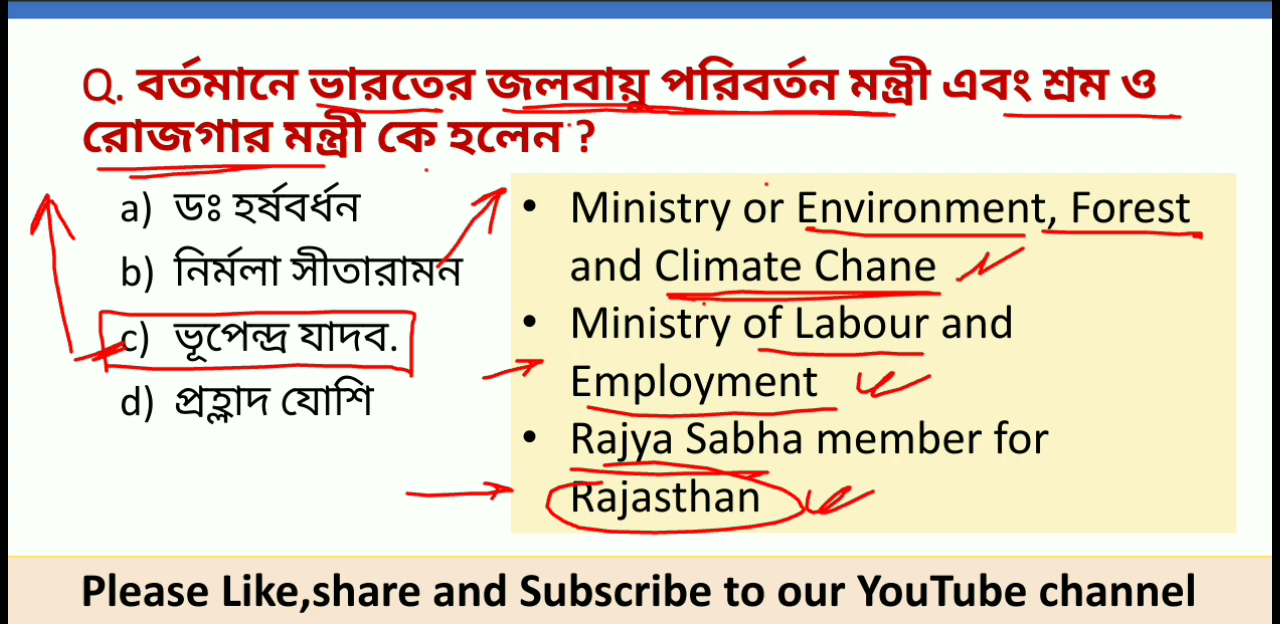 Q. বর্তমানে ভারতের জলবায়ু পরিবর্তন মন্ত্রী এবং শ্রম ও
রোজগার মন্ত্রী কে হলেন ?
a) ডঃ হর্ষবর্ধন
b) নির্মলা সীতারামন
c) ভূপেন্দ্র যাদব.
d) প্রহ্লাদ যোশি
• Ministry or Environment, Forest
and Climate Chane
• Ministry of Labour and
Employment
• Rajya Sabha member for
Rajasthan
Please Like,share and Subscribe to our YouTube channel